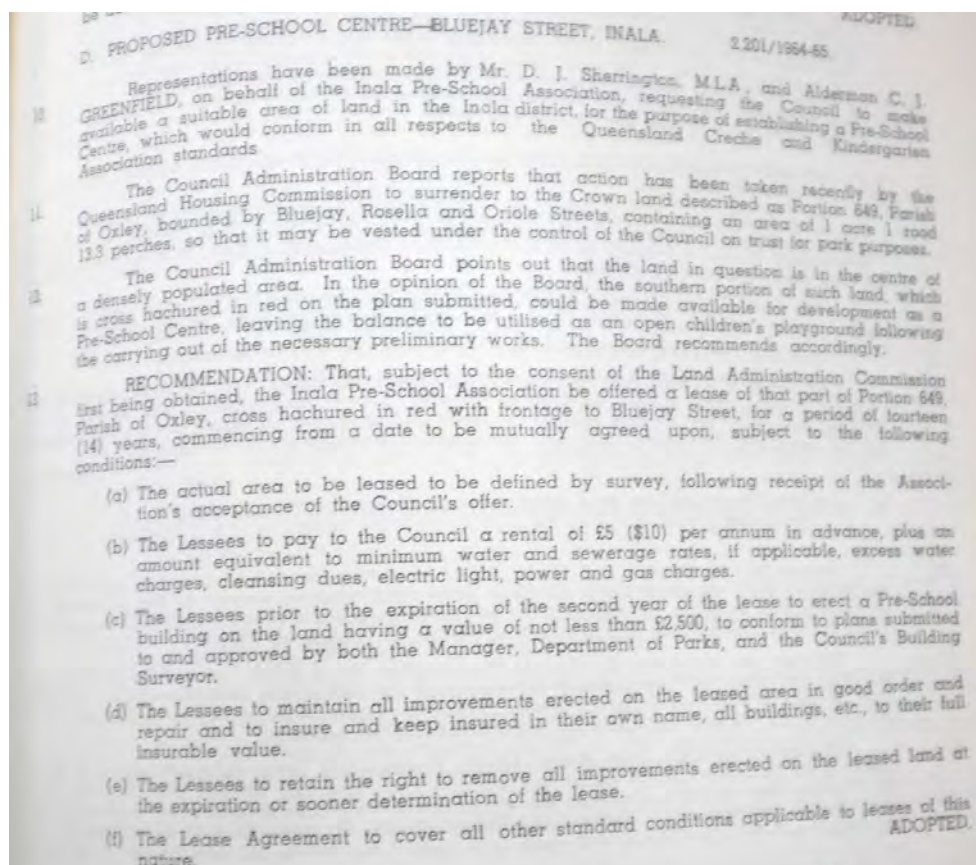 ADOPTED.
D. PROPOSED PRE-SCHOOL CENTRE—BLUEJAY STREET, INALA. 2.201/1964-65.
10. Representations have been made by Mr. D. J. Sherrington, M.L.A., and Alderman C. J.
GREENFIELD, on behalf of the Inala Pre-School Association, requesting the Council to make
available a suitable area of land in the Inala district, for the purpose of establishing a Pre-School
Centre, which would conform in all respects to the Queensland Creche and Kindergarten
Association standards.
11. The Council Administration Board reports that action has been taken recently by the
Queensland Housing Commission to surrender to the Crown land described as Portion 649, Parish
of Oxley, bounded by Bluejay, Rosella and Oriole Streets, containing an area of 1 acre 1 rood
13.3 perches, so that it may be vested under the control of the Council on trust for park purposes.
12. The Council Administration Board points out that the land in question is in the centre of
a densely populated area. In the opinion of the Board, the southern portion of such land, which
is cross hachured in red on the plan submitted, could be made available for development as a
Pre-School Centre, leaving the balance to be utilised as an open children's playground following
the carrying out of the necessary preliminary works. The Board recommends accordingly.
13. RECOMMENDATION: That, subject to the consent of the Land Administration Commission
first being obtained, the Inala Pre-School Association be offered a lease of that part of Portion 649,
Parish of Oxley, cross hachured in red with frontage to Bluejay Street, for a period of fourteen
(14) years, commencing from a date to be mutually agreed upon, subject to the following
conditions:—
(a) The actual area to be leased to be defined by survey, following receipt of the Associ-
tion's acceptance of the Council's offer.
(b) The Lessees to pay to the Council a rental of £5 ($10) per annum in advance, plus an
amount equivalent to minimum water and sewerage rates, if applicable, excess water
charges, cleansing dues, electric light, power and gas charges.
(c) The Lessees prior to the expiration of the second year of the lease to erect a Pre-School
building on the land having a value of not less than £2,500, to conform to plans submitted
to and approved by both the Manager, Department of Parks, and the Council's Building
Surveyor.
(d) The Lessees to maintain all improvements erected on the leased area in good order and
repair and to insure and keep insured in their own name, all buildings, etc., to their full
insurable value.
(e) The Lessees to retain the right to remove all improvements erected on the leased land at
the expiration or sooner determination of the lease.
(f) The Lease Agreement to cover all other standard conditions applicable to leases of this
nature. ADOPTED.